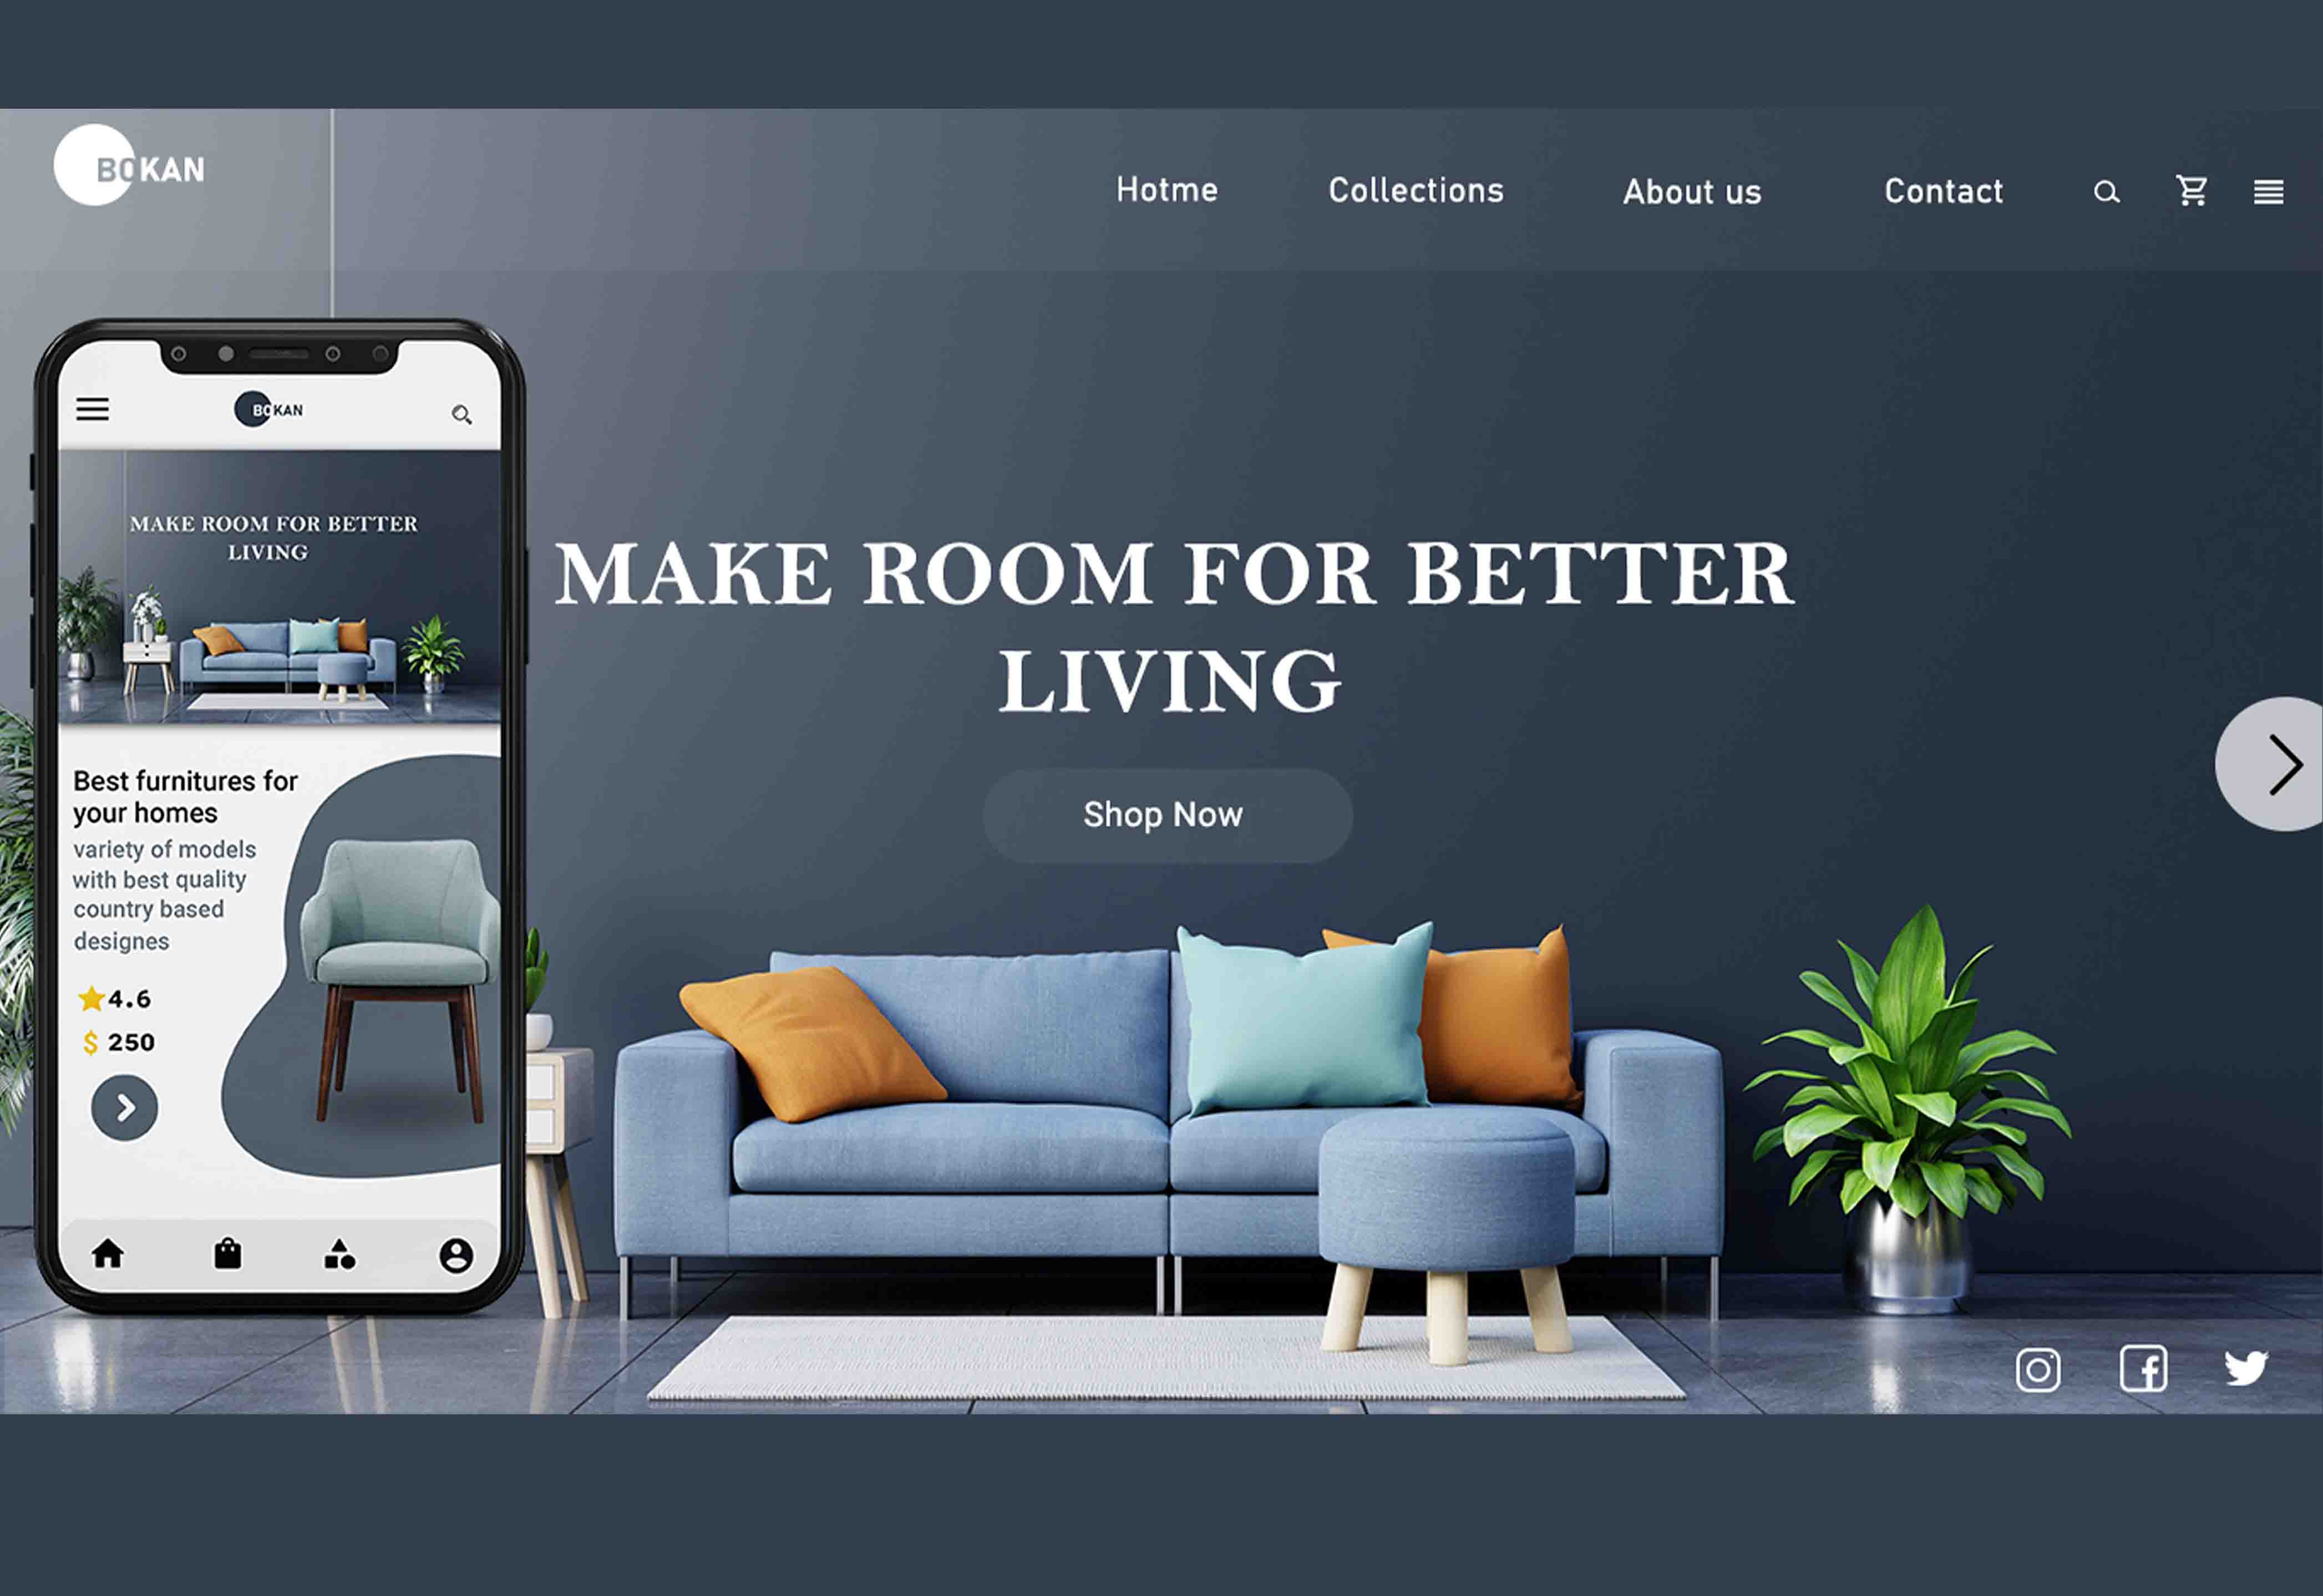 BOKAN
Hotme Collections About us Contact
MAKE ROOM FOR BETTER
LIVING
Shop Now
BOKAN
MAKE ROOM FOR BETTER
LIVING
Best furnitures for
your homes
variety of models
with best quality
country based
designes
4.6
$ 250